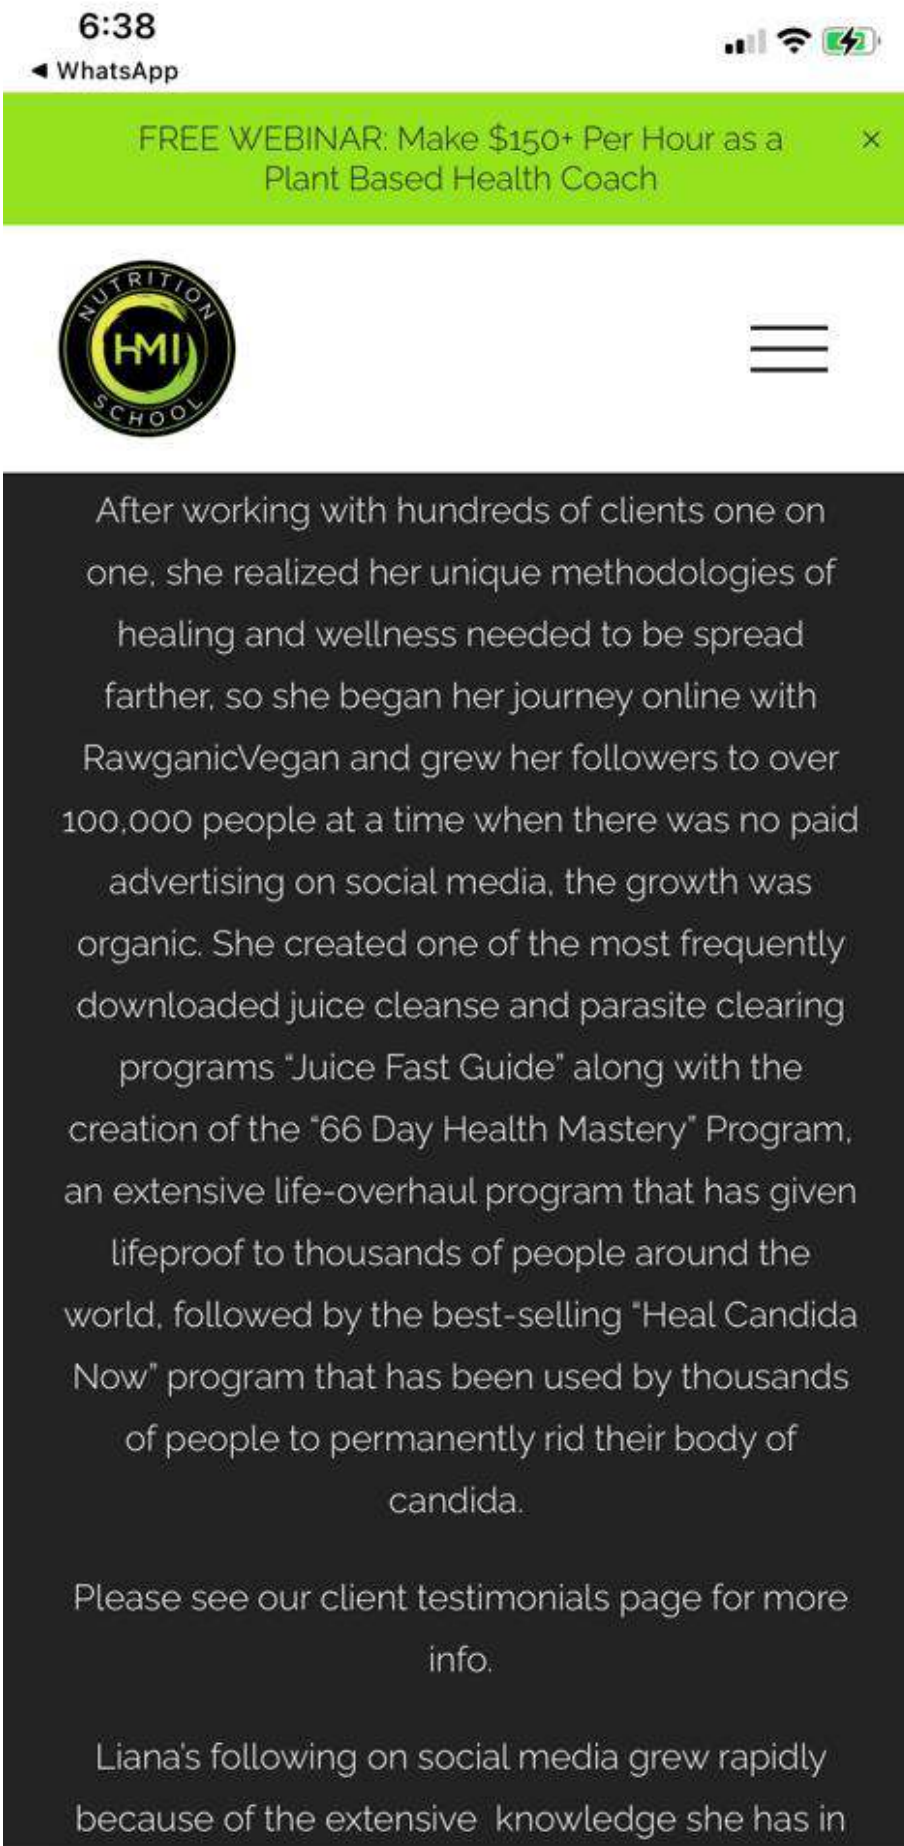 6:38
◀ WhatsApp
FREE WEBINAR: Make $150+ Per Hour as a
Plant Based Health Coach
×
NUTRITION
HMI
SCHOOL
After working with hundreds of clients one on
one, she realized her unique methodologies of
healing and wellness needed to be spread
farther, so she began her journey online with
RawganicVegan and grew her followers to over
100,000 people at a time when there was no paid
advertising on social media, the growth was
organic. She created one of the most frequently
downloaded juice cleanse and parasite clearing
programs “Juice Fast Guide” along with the
creation of the “66 Day Health Mastery” Program,
an extensive life-overhaul program that has given
lifeproof to thousands of people around the
world, followed by the best-selling “Heal Candida
Now” program that has been used by thousands
of people to permanently rid their body of
candida.
Please see our client testimonials page for more
info.
Liana’s following on social media grew rapidly
because of the extensive knowledge she has in